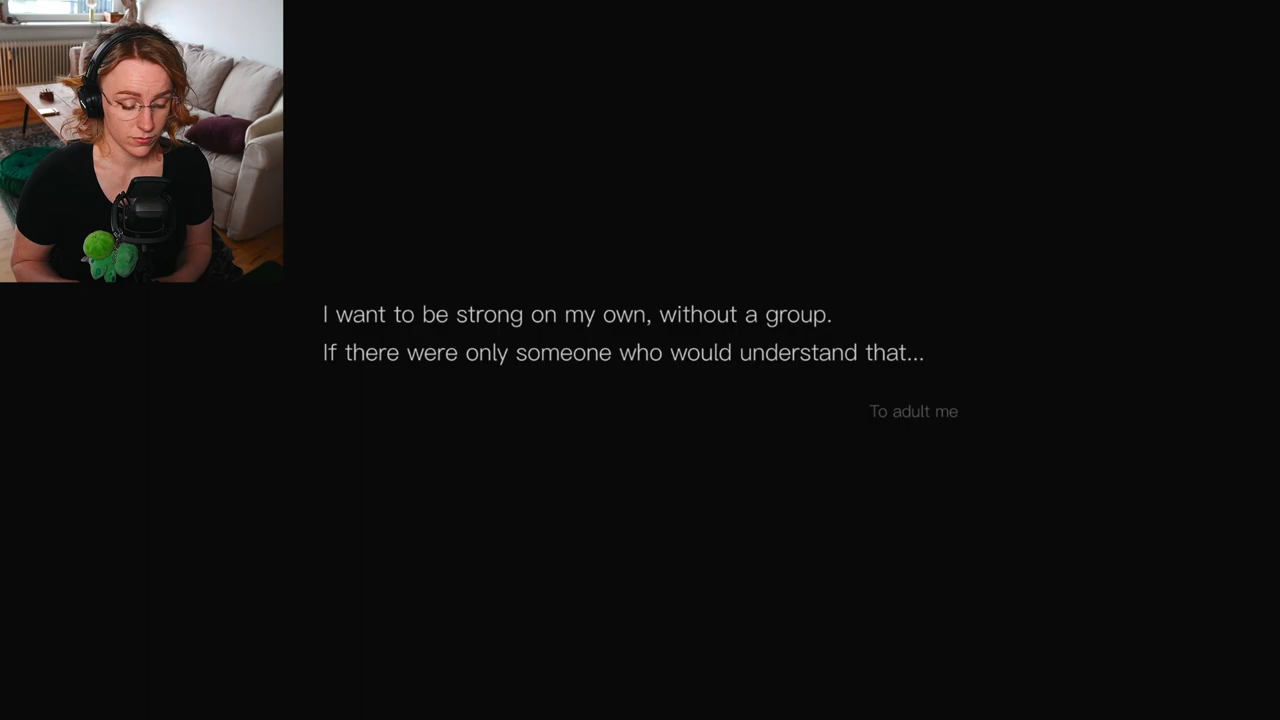 I want to be strong on my own, without a group.
If there were only someone who would understand that...
To adult me